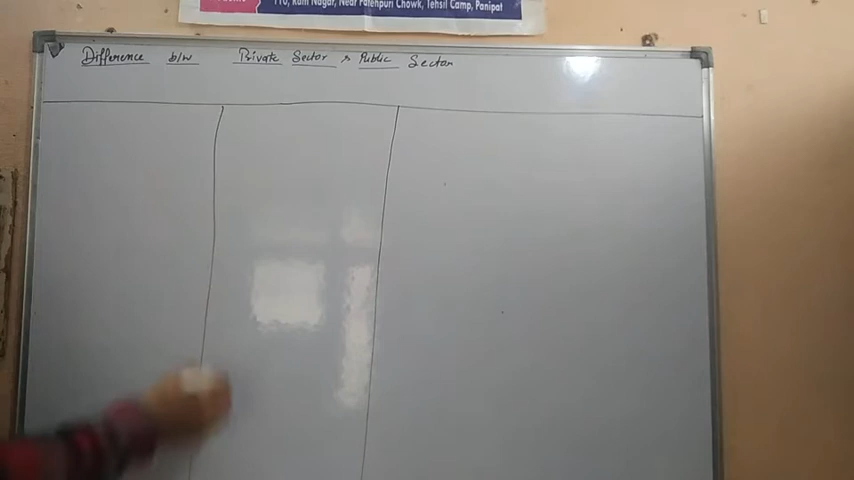 110, Ram Nagar, Near Fatehpuri Chowk, Tehsil Camp, Panipat
Difference b/w Private Sector & Public Sector